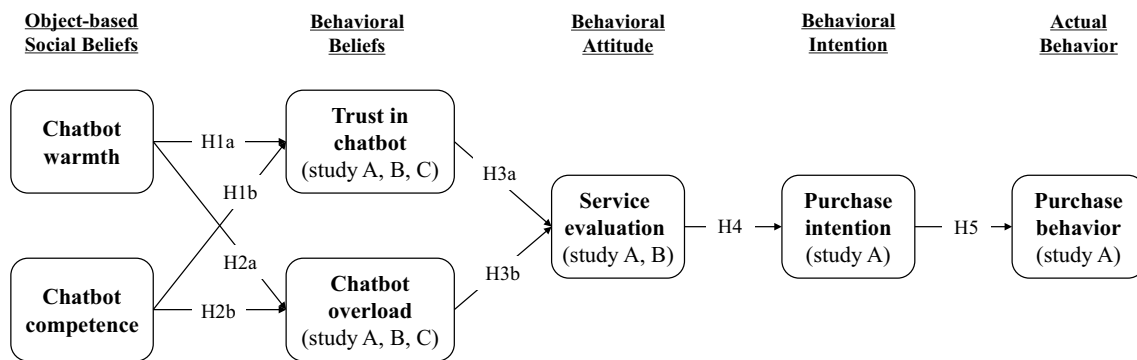 Object-based
Social Beliefs
Behavioral
Beliefs
Behavioral
Attitude
Behavioral
Intention
Actual
Behavior
Chatbot
warmth
H1a
Trust in
chatbot
(study A, B, C)
H3a
H1b
Service
evaluation
(study A, B)
H4
Purchase
intention
(study A)
H5
Purchase
behavior
(study A)
H2a
H3b
Chatbot
competence
H2b
Chatbot
overload
(study A, B, C)